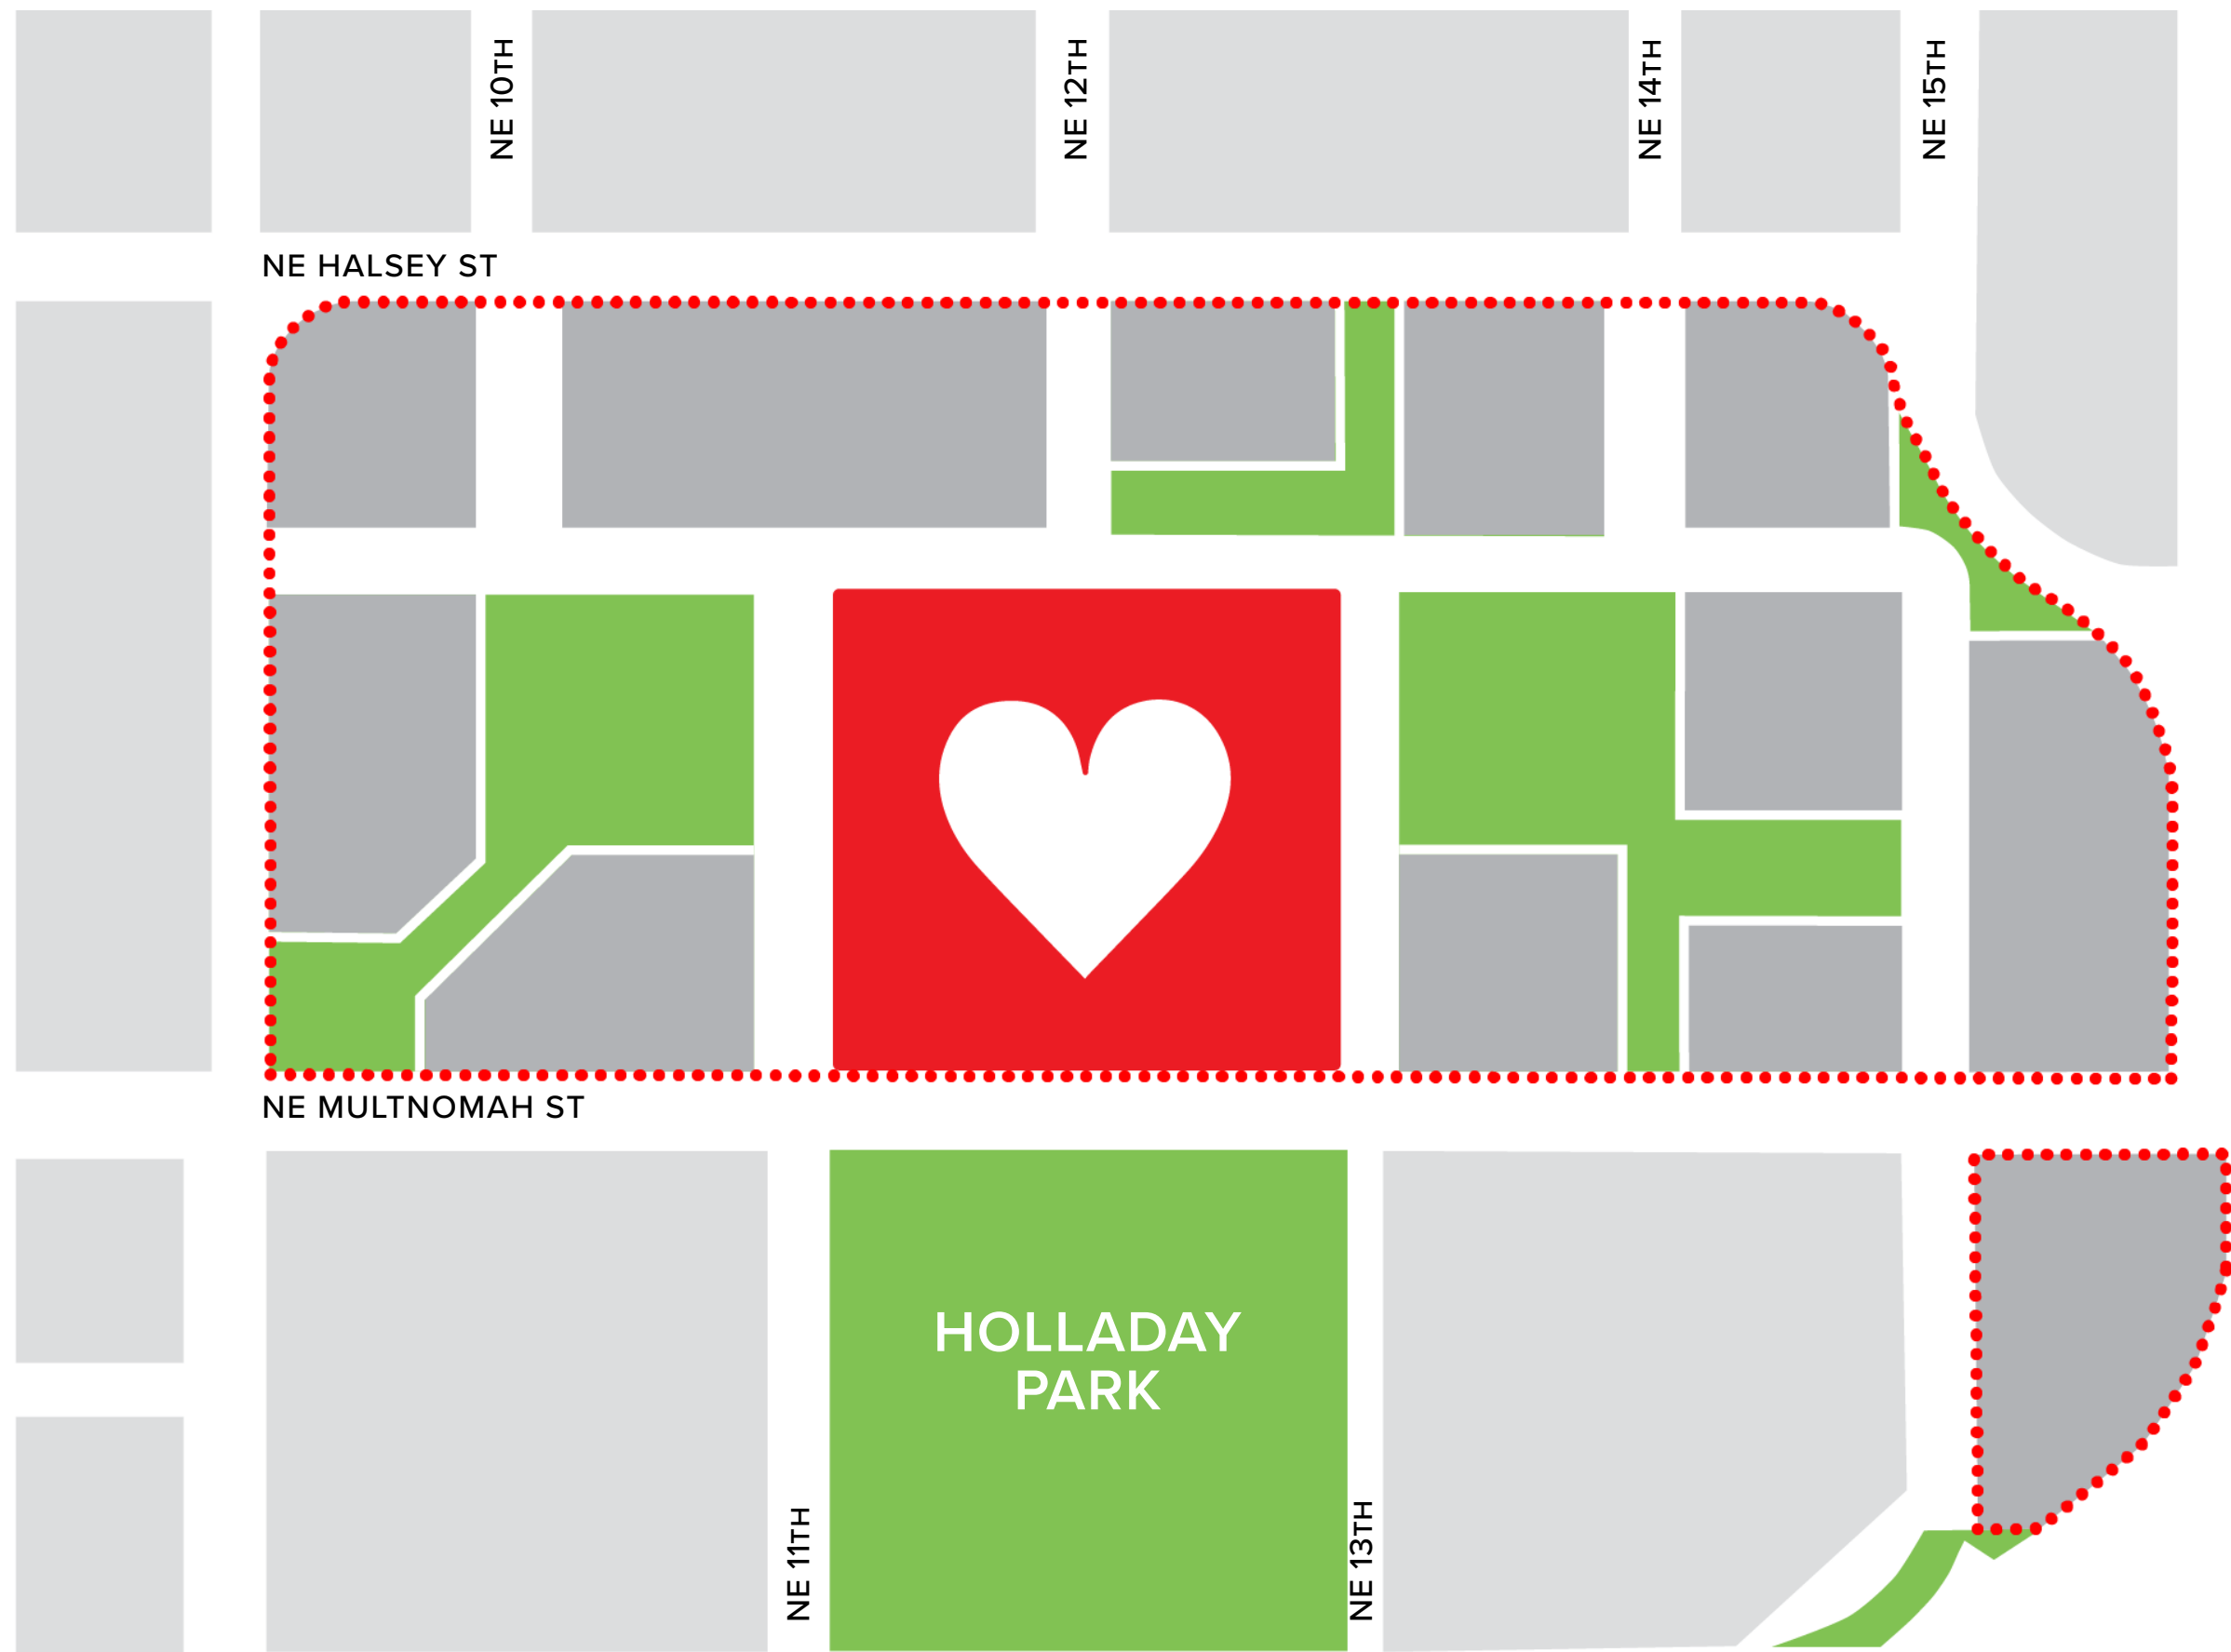 NE 10TH
NE 12TH
NE 14TH
NE 15TH
NE HALSEY ST
NE MULTNOMAH ST
HOLLADAY
PARK
NE 11TH
NE 13TH